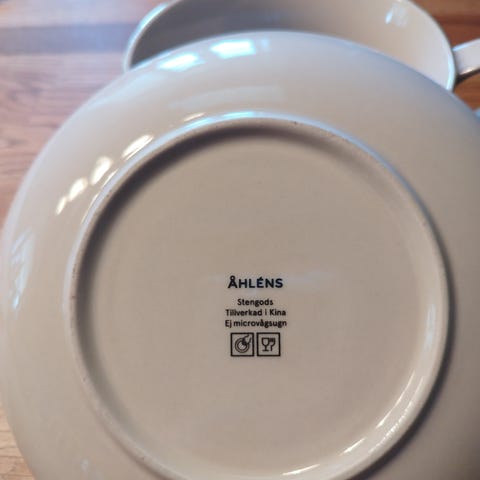 ÅHLÉNS
Stengods
Tillverkad i Kina
Ej microvågsugn